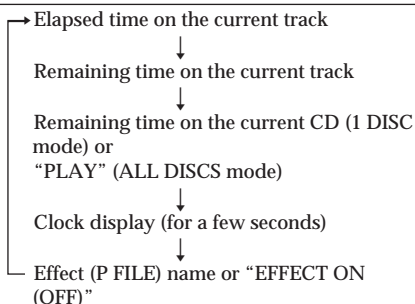 Elapsed time on the current track
Remaining time on the current track
Remaining time on the current CD (1 DISC
mode) or
“PLAY” (ALL DISCS mode)
Clock display (for a few seconds)
Effect (P FILE) name or “EFFECT ON
(OFF)”